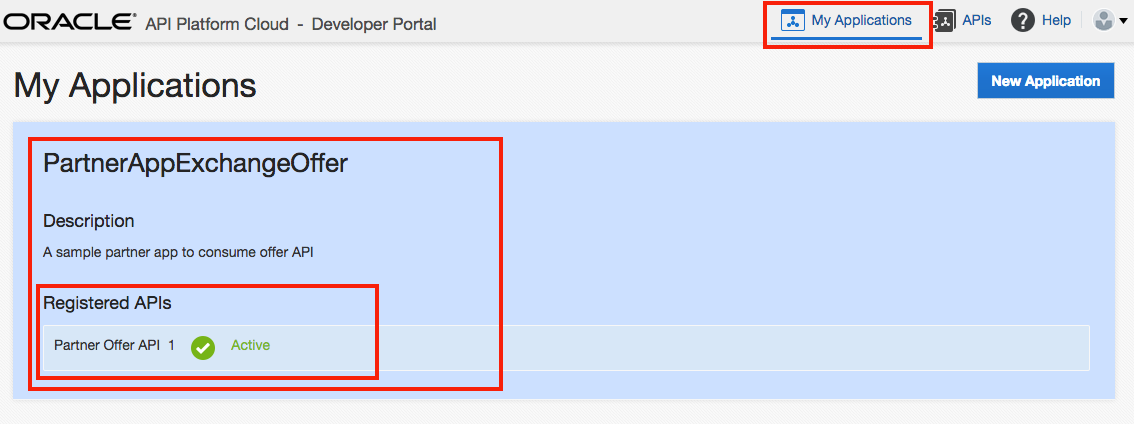 ORACLE® API Platform Cloud - Developer Portal My Applications APIs Help
My Applications
New Application
PartnerAppExchangeOffer
Description
A sample partner app to consume offer API
Registered APIs
Partner Offer API 1 Active